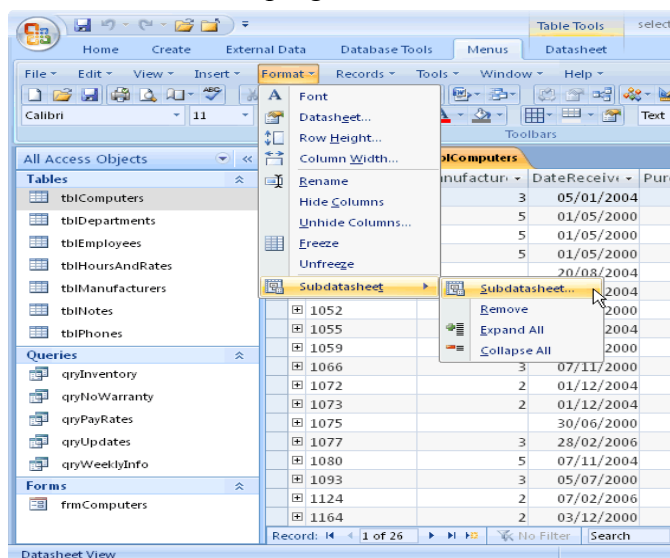 Table Tools select
Home Create External Data Database Tools Menus Datasheet
File Edit View Insert Format Records Tools Window Help
Calibri 11 Text
Toolbars
All Access Objects
Tables
tblComputers
tblDepartments
tblEmployees
tblHoursAndRates
tblManufacturers
tblNotes
tblPhones
Queries
qryInventory
qryNoWarranty
qryPayRates
qryUpdates
qryWeeklyInfo
Forms
frmComputers
Font
Datasheet...
Row Height...
Column Width...
Rename
Hide Columns
Unhide Columns...
Freeze
Unfreeze
Subdatasheet
Subdatasheet...
Remove
Expand All
Collapse All
blComputers
nufactur DateReceive Pur
3 05/01/2004
5 01/05/2000
5 01/05/2000
5 01/05/2000
20/08/2004
2004
1052 2000
1055 2004
1059 2000
1066 3 07/11/2000
1072 2 01/12/2004
1073 2 01/12/2004
1075 30/06/2000
1077 3 28/02/2006
1080 5 07/11/2004
1093 3 05/07/2000
1124 2 07/02/2006
1164 2 03/12/2000
Record: 1 of 26 No Filter Search
Datasheet View